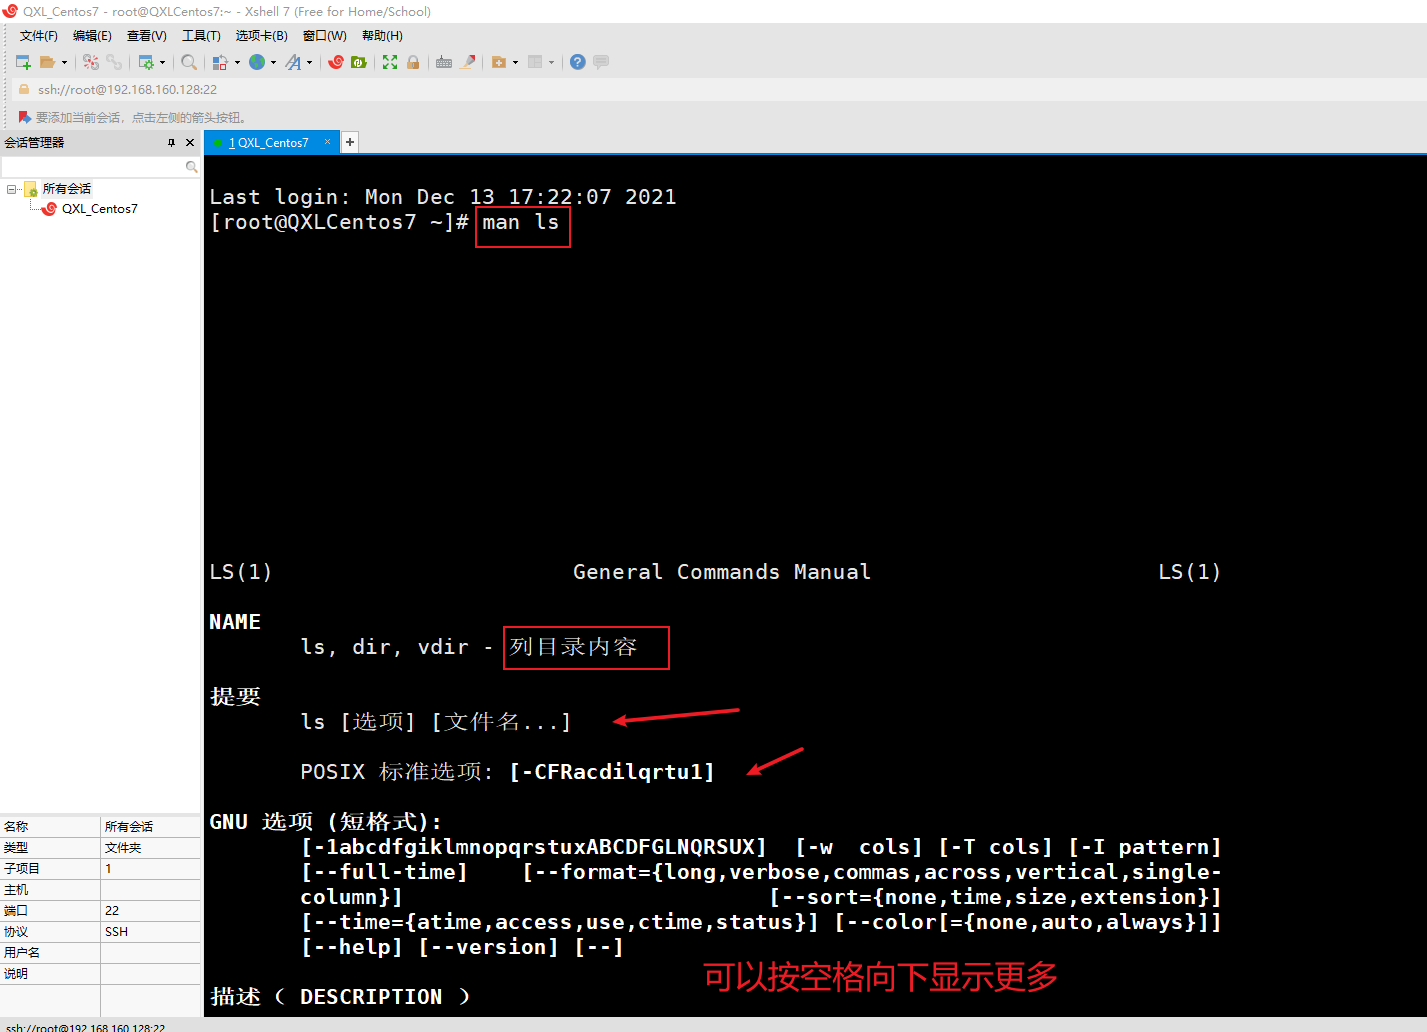 QXL_Centos7 - root@QXLCentos7:~ - Xshell 7 (Free for Home/School)
文件(F) 编辑(E) 查看(V) 工具(T) 选项卡(B) 窗口(W) 帮助(H)
ssh://root@192.168.160.128:22
要添加当前会话，点击左侧的箭头按钮。
会话管理器
1 QXL_Centos7
所有会话
QXL_Centos7
Last login: Mon Dec 13 17:22:07 2021
[root@QXLCentos7 ~]# man ls
LS(1) General Commands Manual LS(1)
NAME
ls, dir, vdir - 列目录内容
提要
ls [选项] [文件名...]
POSIX 标准选项: [-CFRacdilqrtu1]
GNU 选项 (短格式):
[-1abcdfgiklmnopqrstuxABCDFGLNQRSUX] [-w cols] [-T cols] [-I pattern]
[--full-time] [--format={long,verbose,commas,across,vertical,single-
column}] [--sort={none,time,size,extension}]
[--time={atime,access,use,ctime,status}] [--color[={none,auto,always}]]
[--help] [--version] [--]
可以按空格向下显示更多
描述 ( DESCRIPTION )
名称 所有会话
类型 文件夹
子项目 1
主机
端口 22
协议 SSH
用户名
说明
ssh://root@192.168.160.128:22